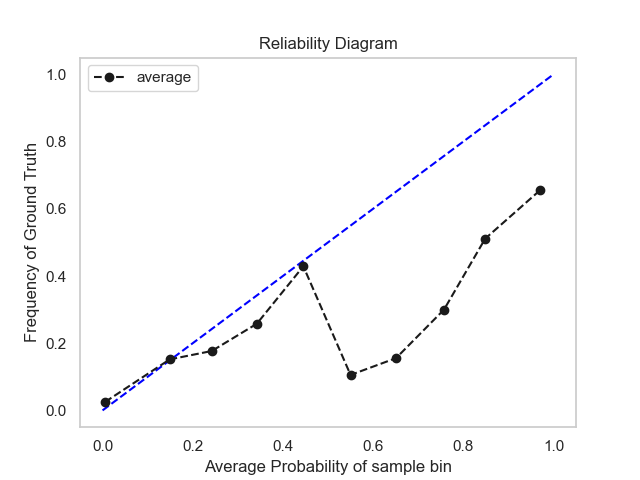 Reliability Diagram
average
Frequency of Ground Truth
1.0
0.8
0.6
0.4
0.2
0.0
0.0 0.2 0.4 0.6 0.8 1.0
Average Probability of sample bin